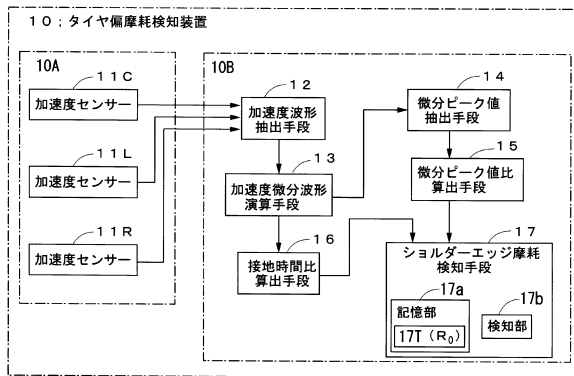 １０；タイヤ偏摩耗検知装置
10A
11C
加速度センサー
11L
加速度センサー
11R
加速度センサー
10B
12
加速度波形
抽出手段
13
加速度微分波形
演算手段
16
接地時間比
算出手段
14
微分ピーク値
抽出手段
15
微分ピーク値比
算出手段
17
ショルダーエッジ摩耗
検知手段
17a
記憶部
17T（R₀）
17b
検知部